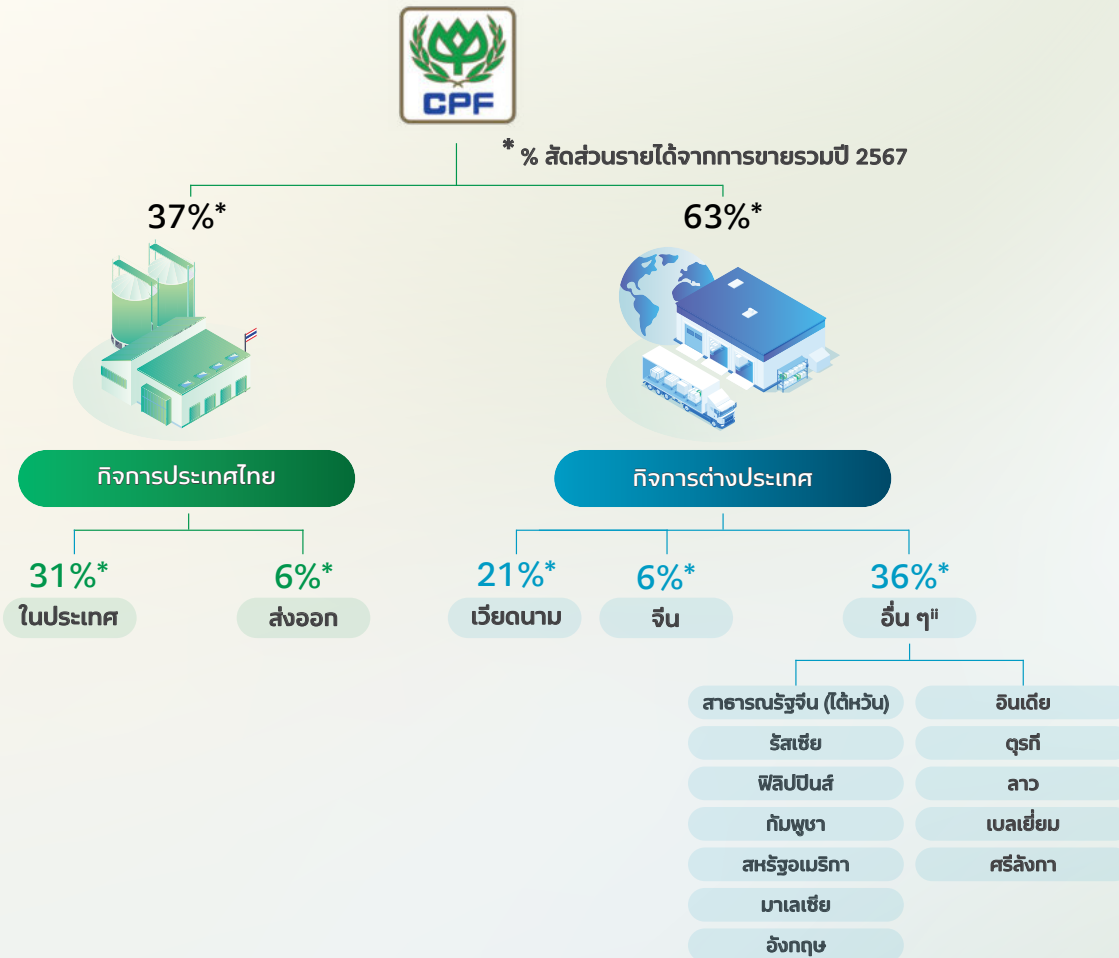 CPF
* % สัดส่วนรายได้จากการขายรวมปี 2567
37%*
63%*
กิจการประเทศไทย
กิจการต่างประเทศ
31%*
6%*
21%*
6%*
36%*
ในประเทศ
ส่งออก
เวียดนาม
จีน
อื่น ๆii
สาธารณรัฐจีน (ไต้หวัน)
อินเดีย
รัสเซีย
ตุรกี
ฟิลิปปินส์
ลาว
กัมพูชา
เบลเยี่ยม
สหรัฐอเมริกา
ศรีลังกา
มาเลเซีย
อังกฤษ